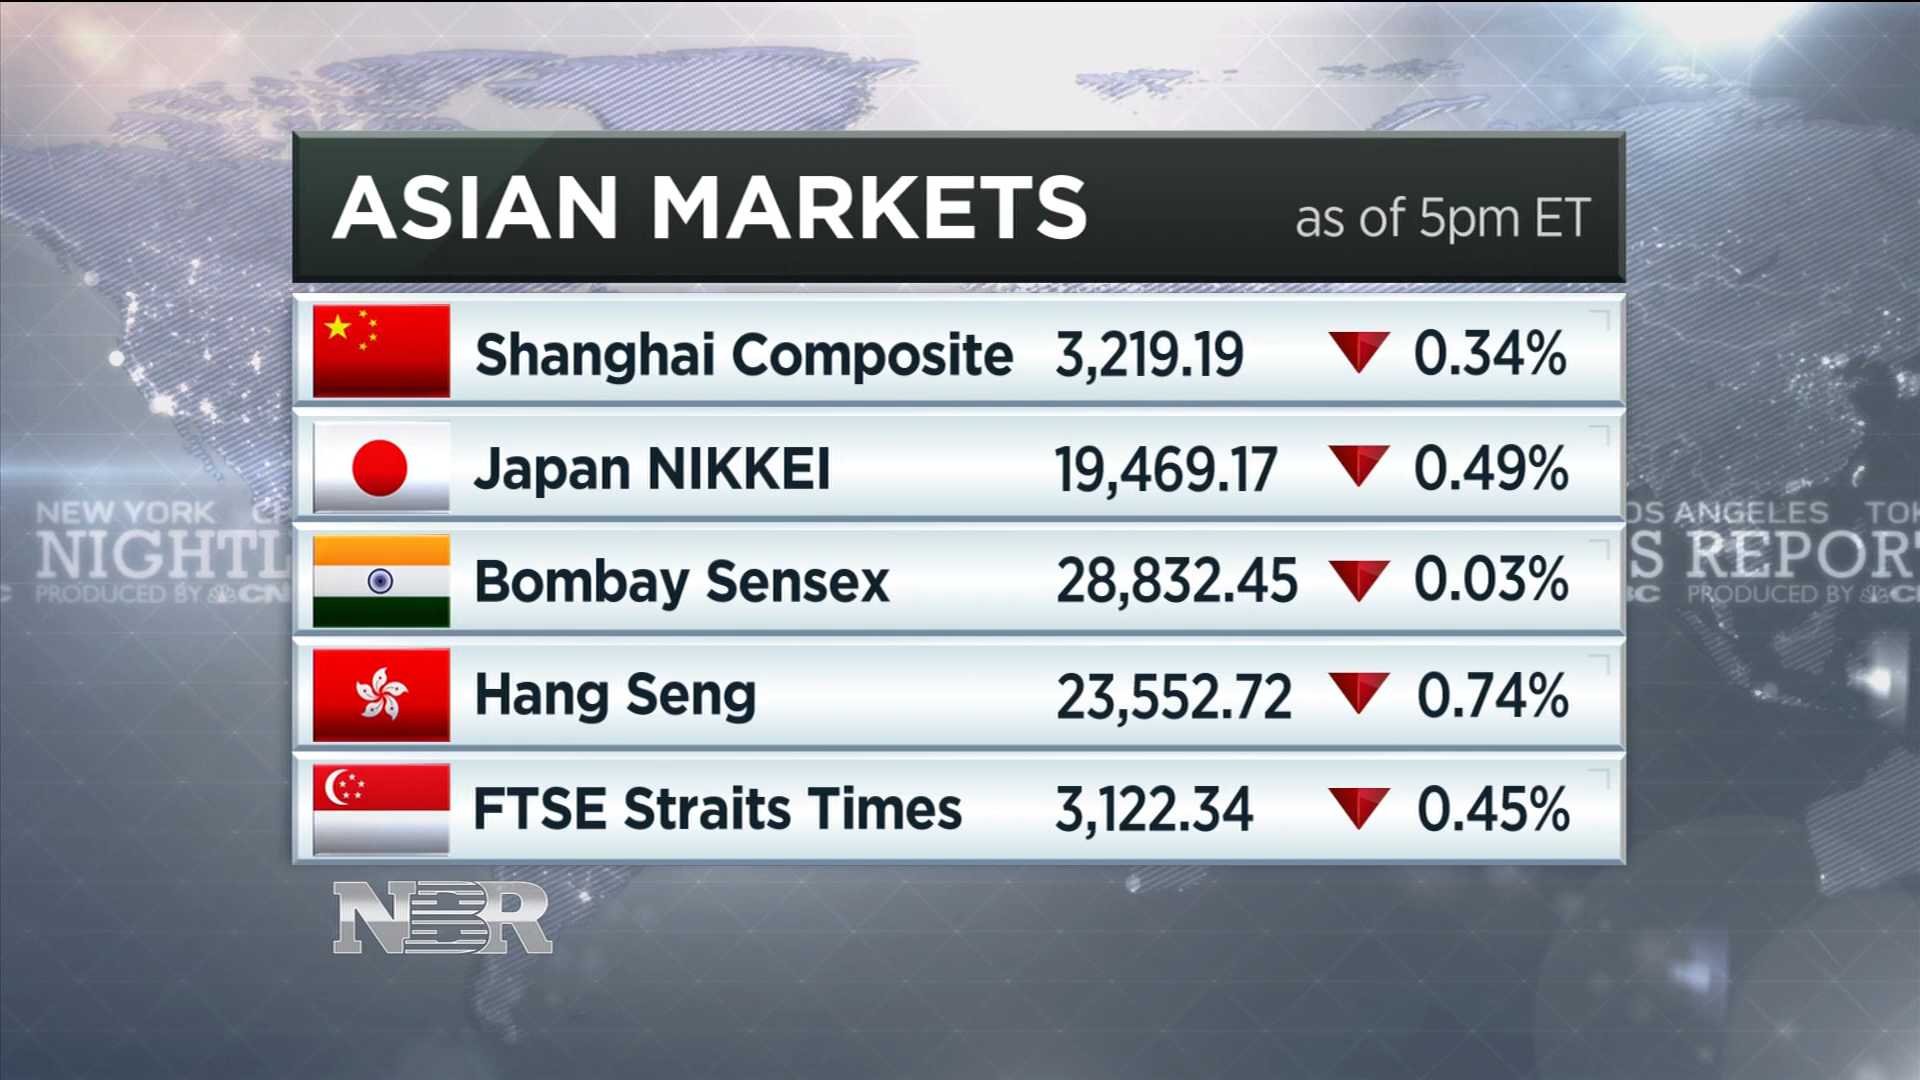 ASIAN MARKETS as of 5pm ET
Shanghai Composite 3,219.19 0.34%
Japan NIKKEI 19,469.17 0.49%
Bombay Sensex 28,832.45 0.03%
Hang Seng 23,552.72 0.74%
FTSE Straits Times 3,122.34 0.45%
NEW YORK
ANGELES
REPORT
PRODUCED BY
PRODUCED BY
NBR